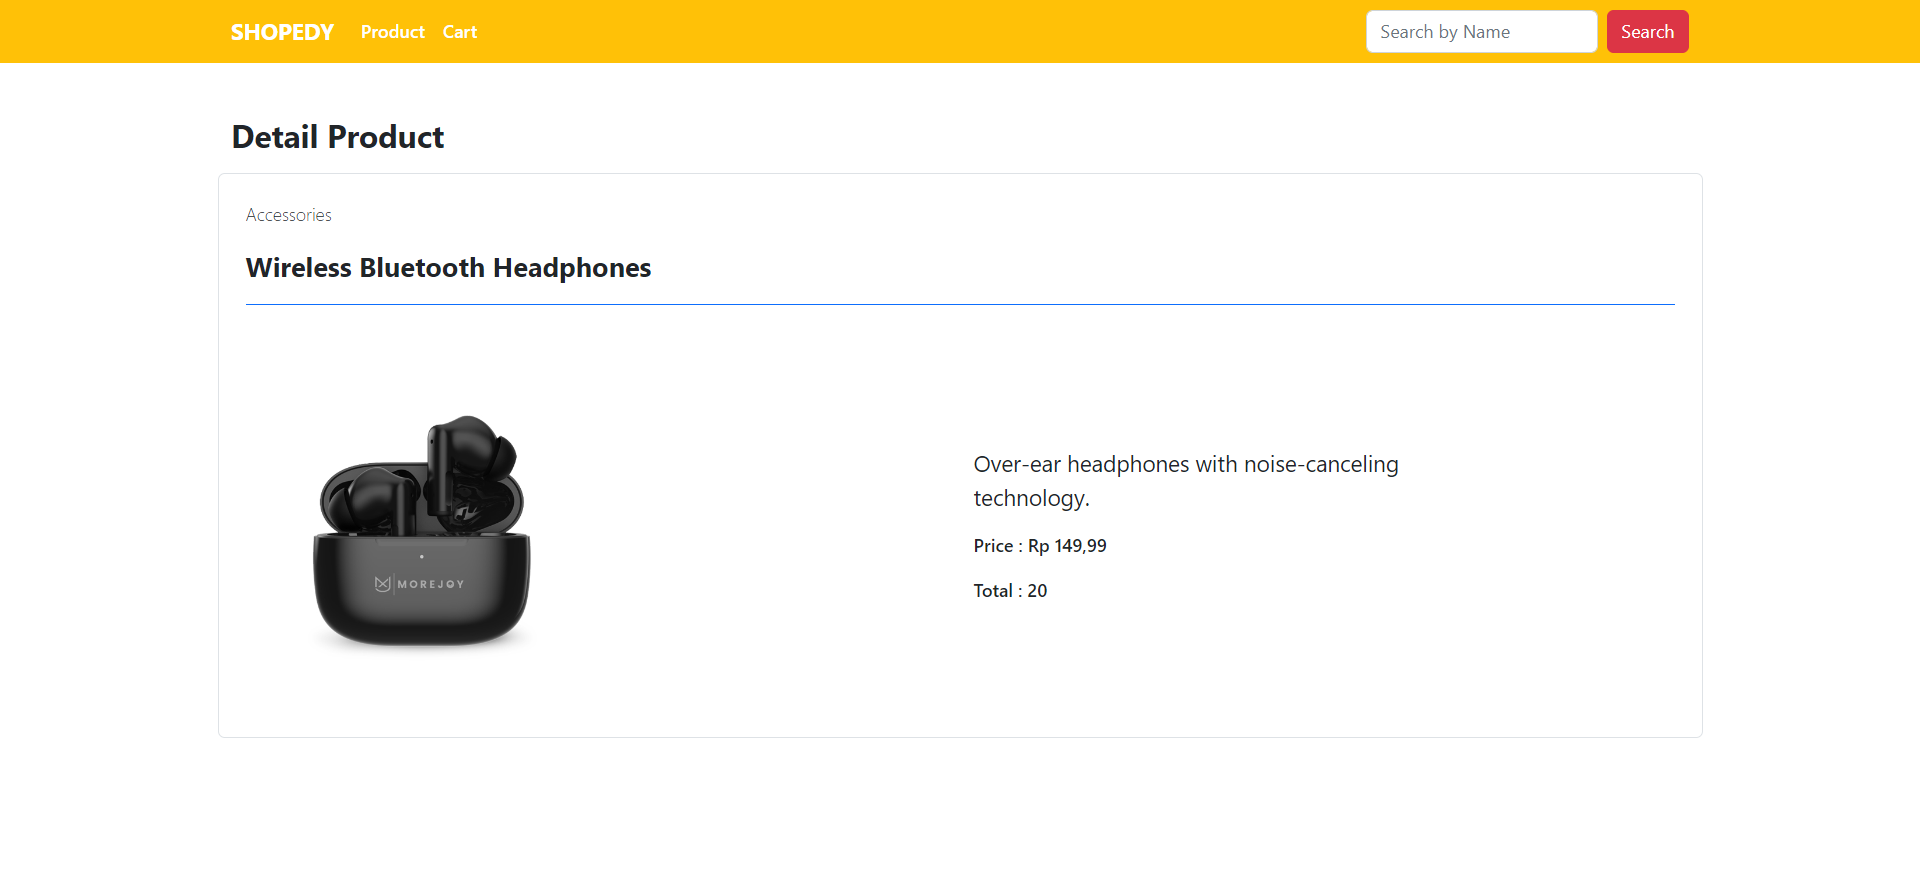 SHOPEDY Product Cart Search by Name Search
Detail Product
Accessories
Wireless Bluetooth Headphones
MOREJOY
Over-ear headphones with noise-canceling
technology.
Price : Rp 149,99
Total : 20